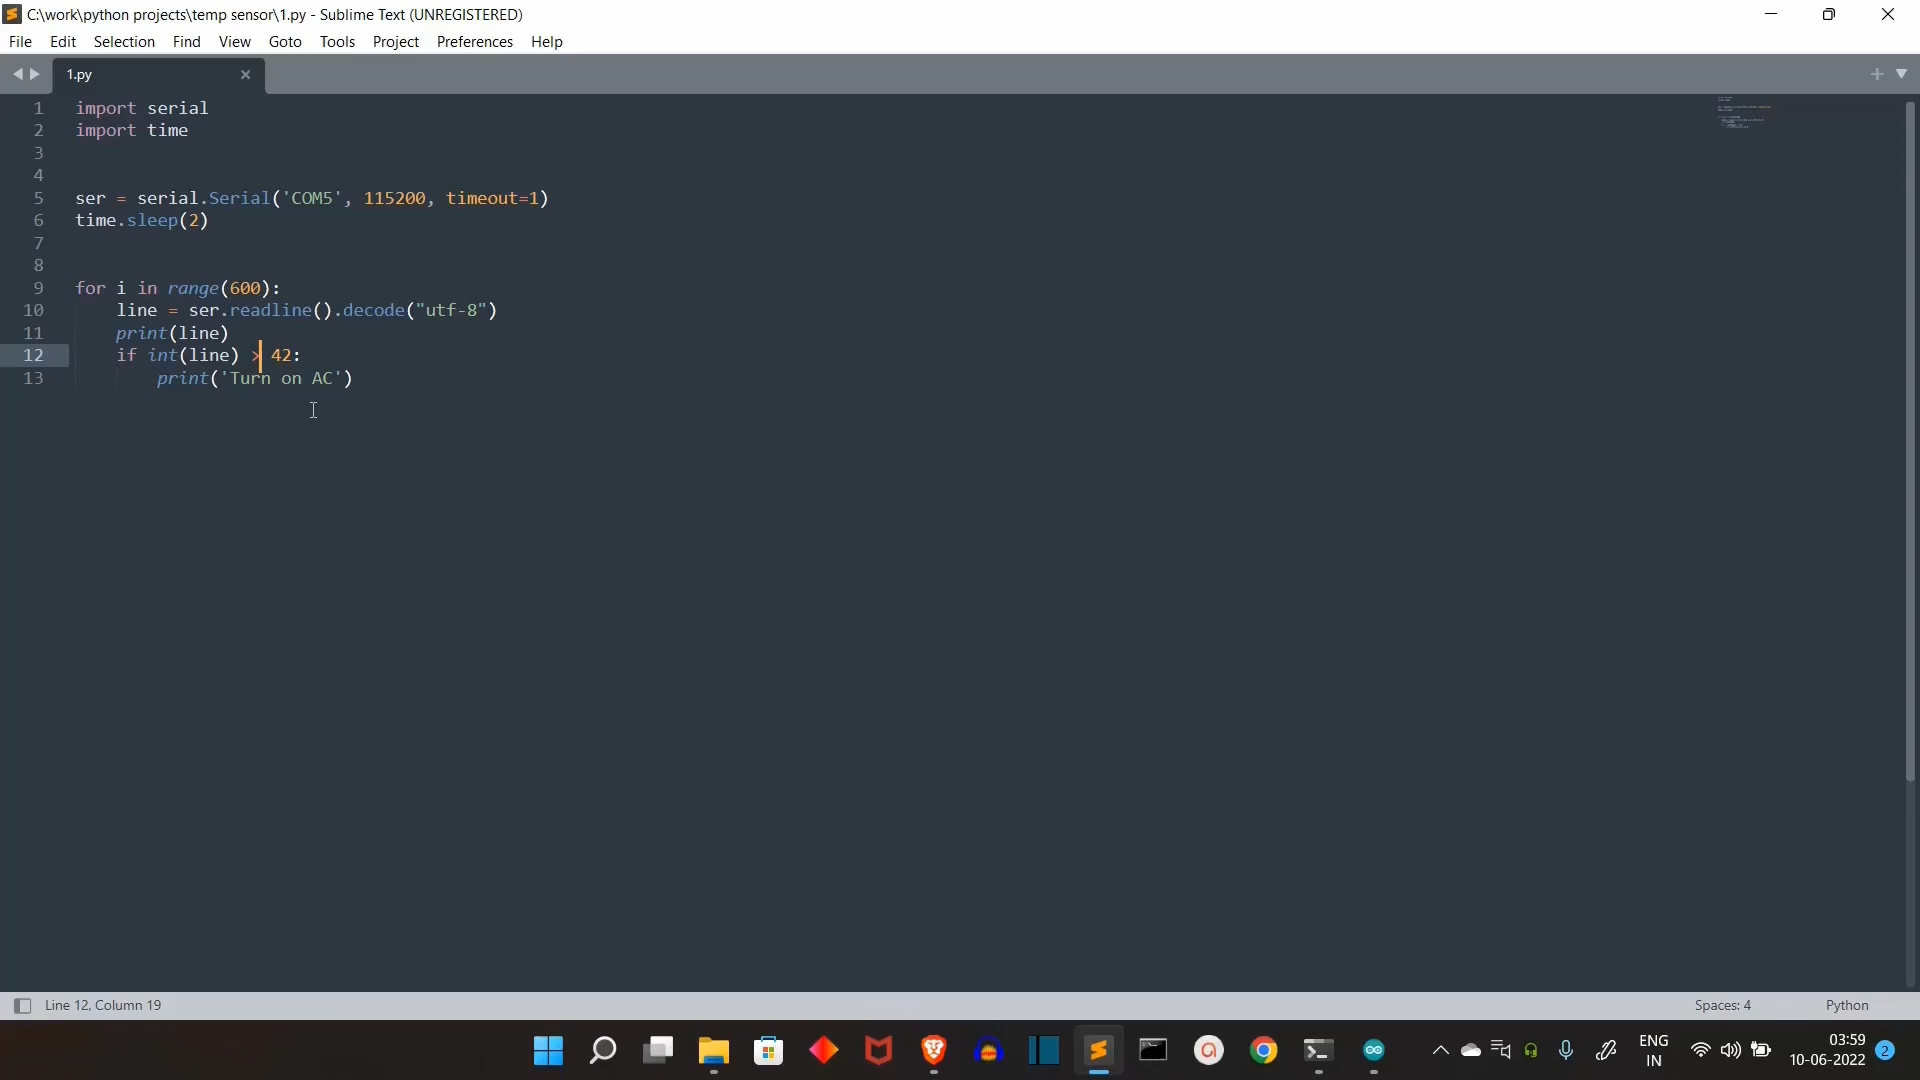 C:\work\python projects\temp sensor\1.py - Sublime Text (UNREGISTERED)
File Edit Selection Find View Goto Tools Project Preferences Help
1.py
1 import serial
2 import time
3
4
5 ser = serial.Serial('COM5', 115200, timeout=1)
6 time.sleep(2)
7
8
9 for i in range(600):
10 line = ser.readline().decode("utf-8")
11 print(line)
12 if int(line) > 42:
13 print('Turn on AC')
Line 12, Column 19 Spaces: 4 Python
ENG 03:59
IN 10-06-2022 2